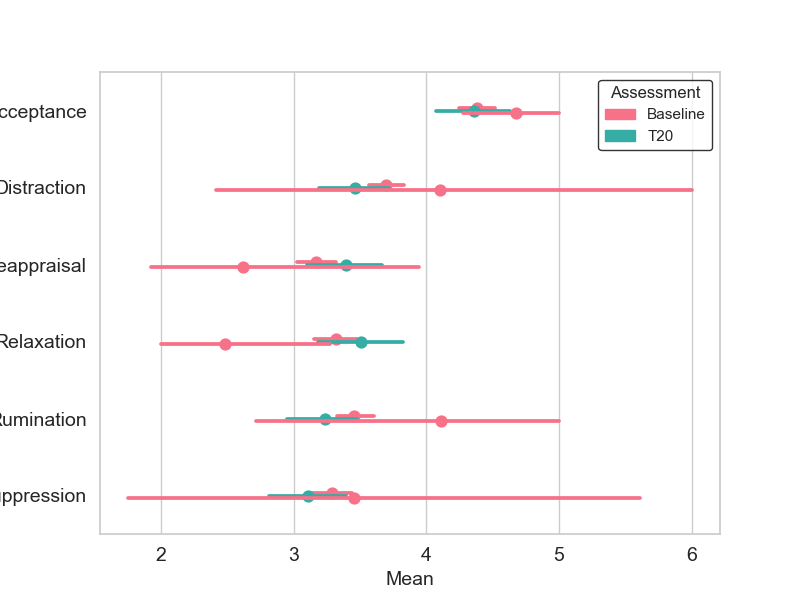 Assessment
Baseline
T20
cceptance
Distraction
eappraisal
Relaxation
Rumination
ppression
2 3 4 5 6
Mean